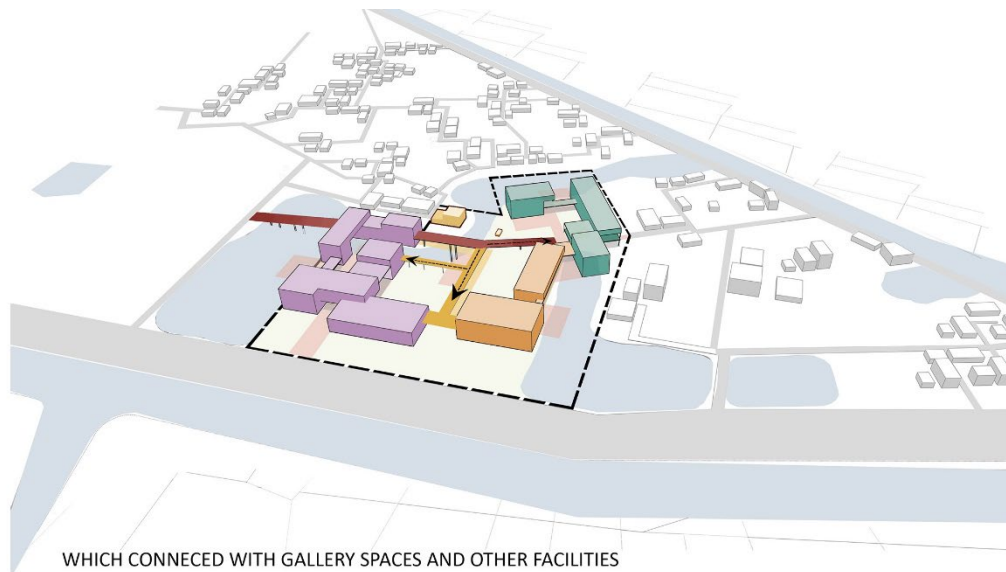 WHICH CONNECED WITH GALLERY SPACES AND OTHER FACILITIES